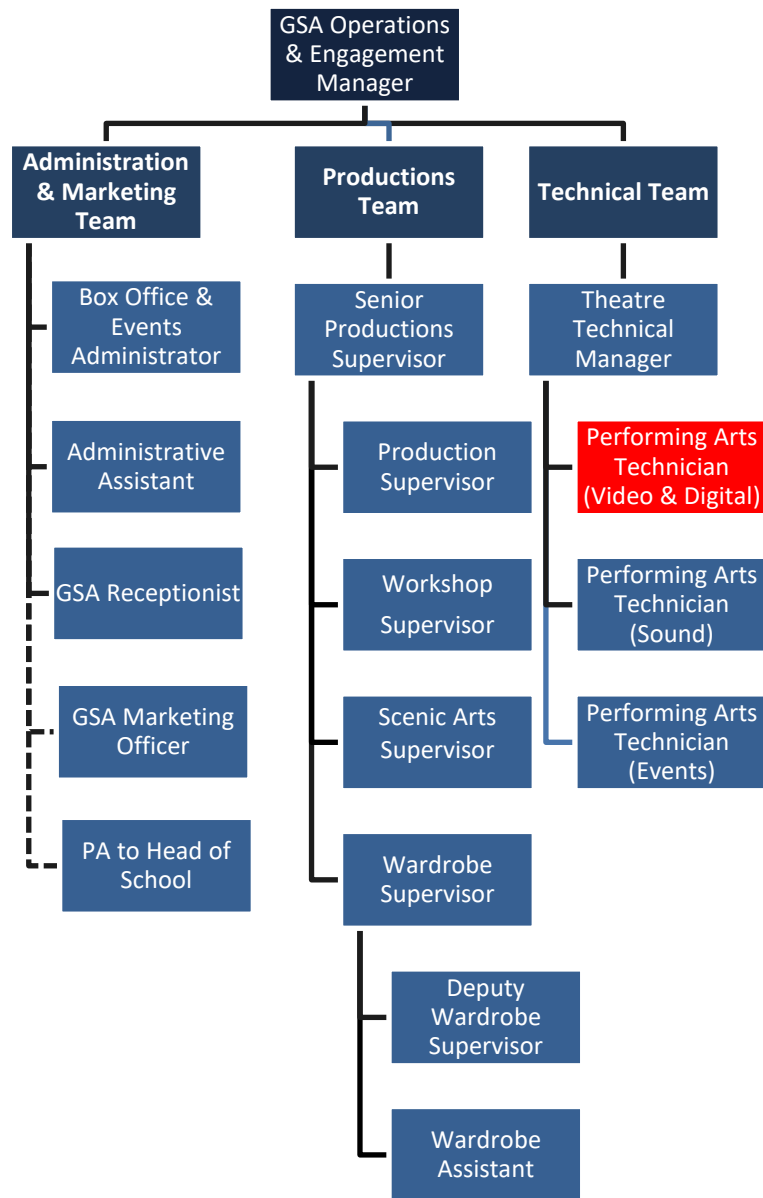 GSA Operations
& Engagement
Manager
Administration
& Marketing
Team
Box Office &
Events
Administrator
Administrative
Assistant
GSA Receptionist
GSA Marketing
Officer
PA to Head of
School
Productions
Team
Senior
Productions
Supervisor
Production
Supervisor
Workshop
Supervisor
Scenic Arts
Supervisor
Wardrobe
Supervisor
Deputy
Wardrobe
Supervisor
Wardrobe
Assistant
Technical Team
Theatre
Technical
Manager
Performing Arts
Technician
(Video & Digital)
Performing Arts
Technician
(Sound)
Performing Arts
Technician
(Events)